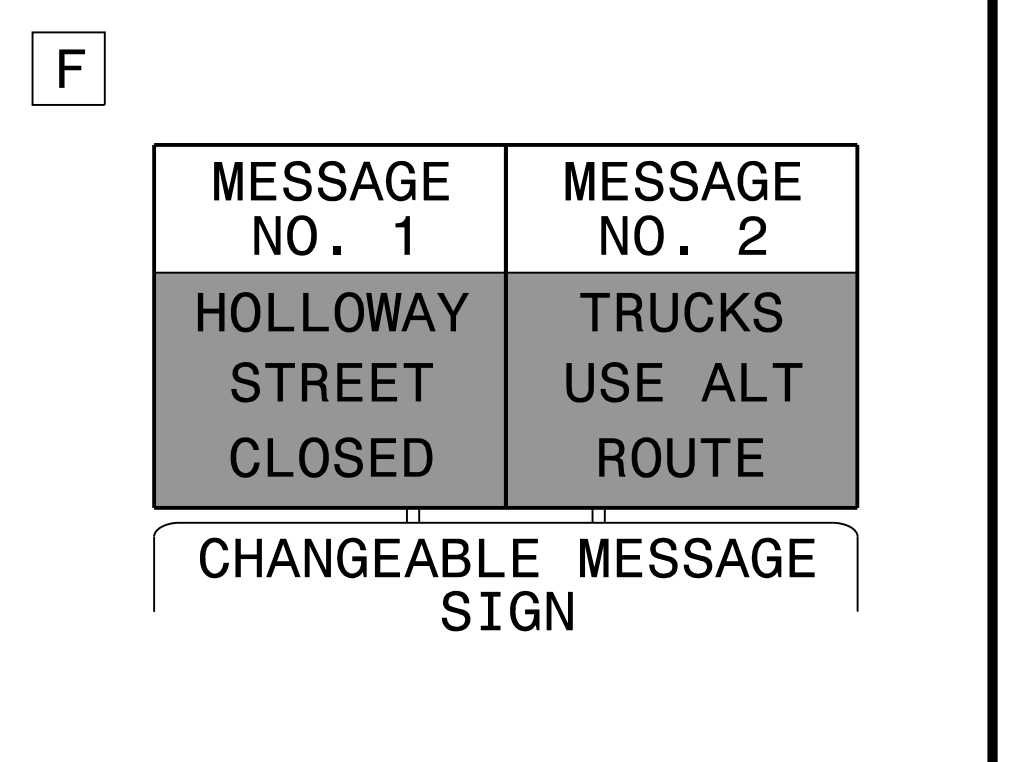 F
MESSAGE
NO. 1
MESSAGE
NO. 2
HOLLOWAY
STREET
CLOSED
TRUCKS
USE ALT
ROUTE
CHANGEABLE MESSAGE
SIGN